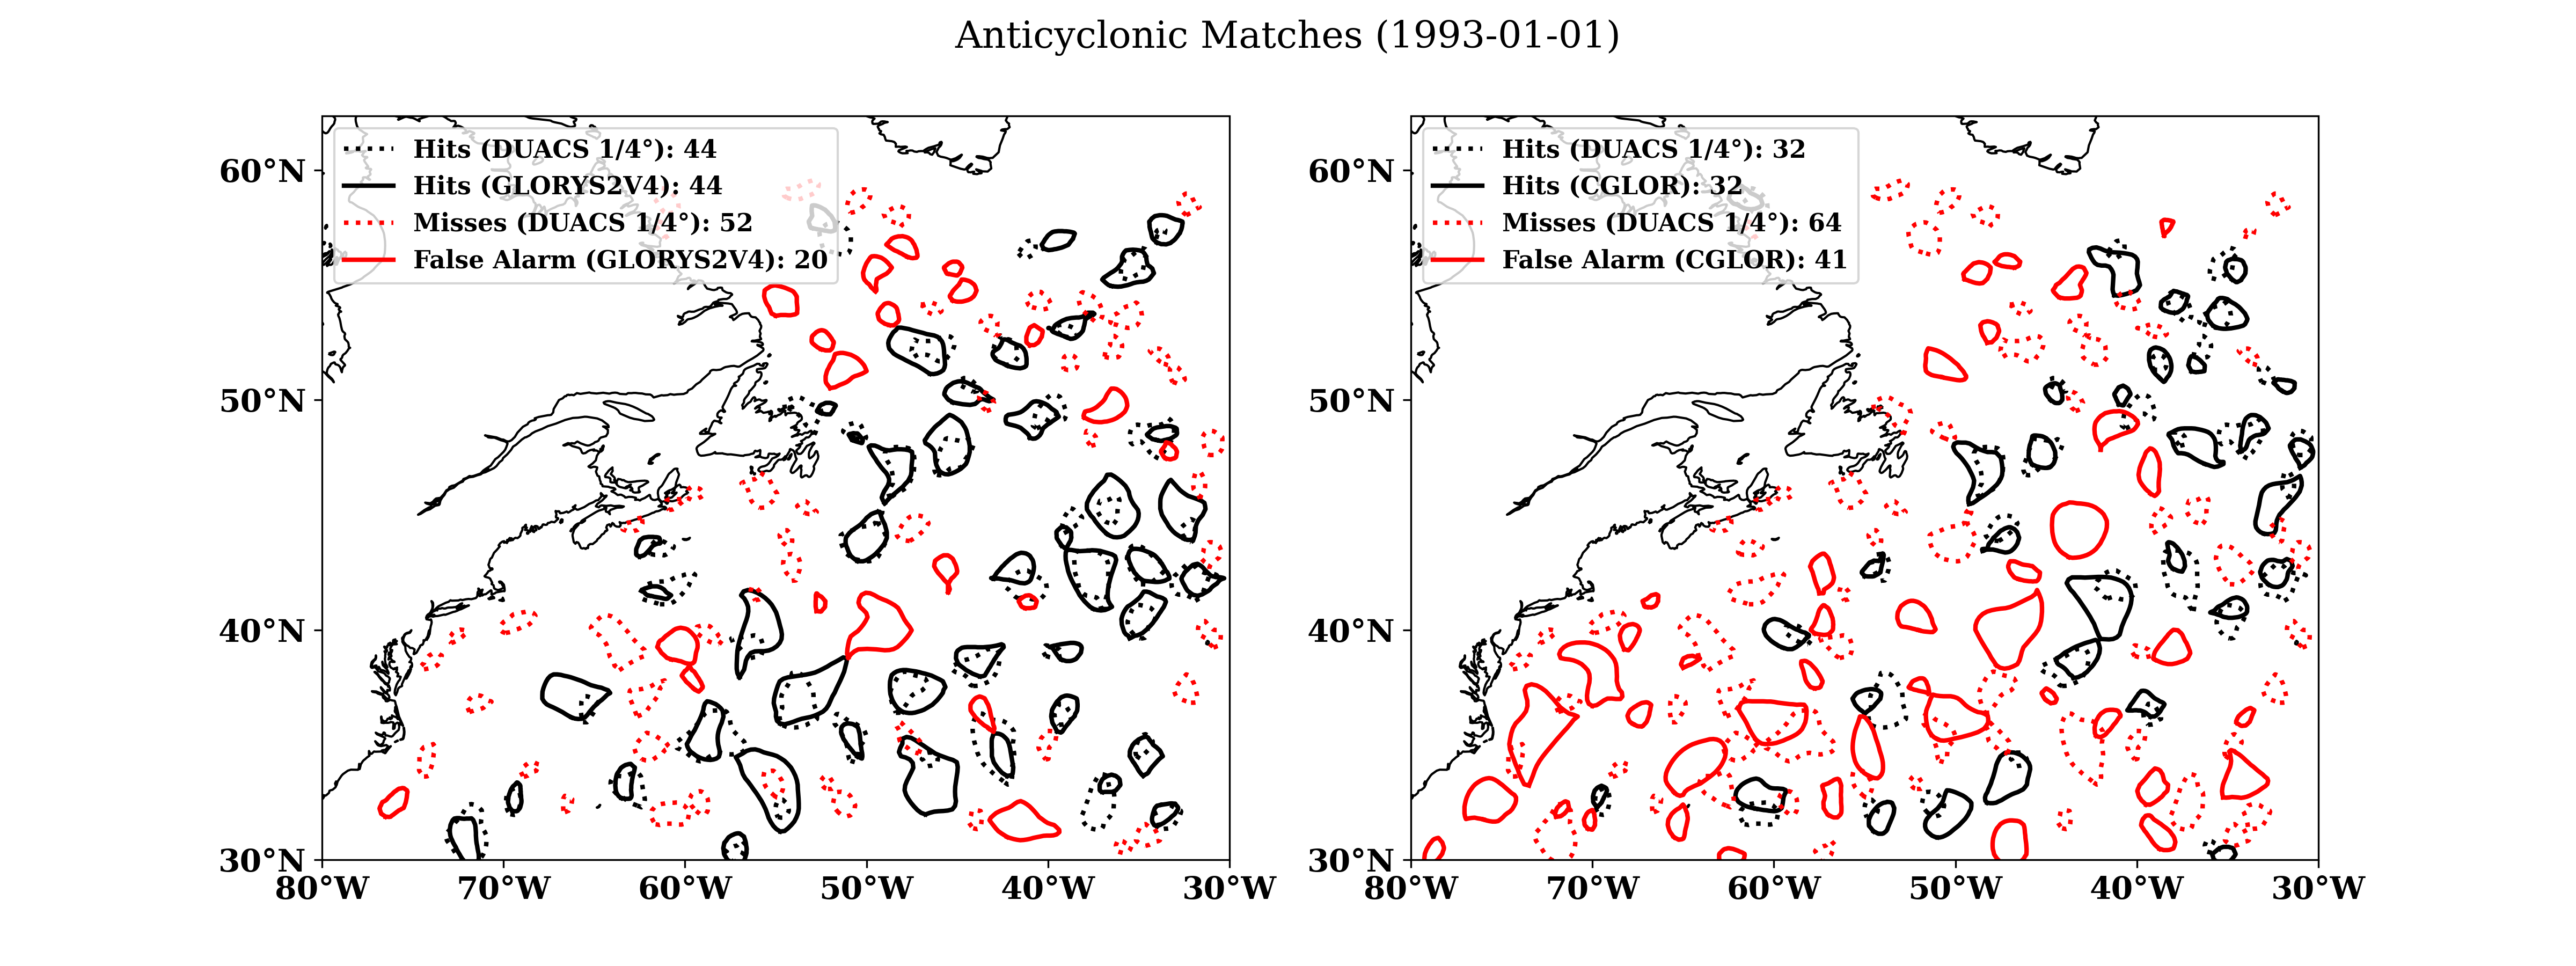 Anticyclonic Matches (1993-01-01)
Hits (DUACS 1/4°): 44
Hits (GLORYS2V4): 44
Misses (DUACS 1/4°): 52
False Alarm (GLORYS2V4): 20
60°N
50°N
40°N
30°N
80°W
70°W
60°W
50°W
40°W
30°W
Hits (DUACS 1/4°): 32
Hits (CGLOR): 32
Misses (DUACS 1/4°): 64
False Alarm (CGLOR): 41
60°N
50°N
40°N
30°N
80°W
70°W
60°W
50°W
40°W
30°W